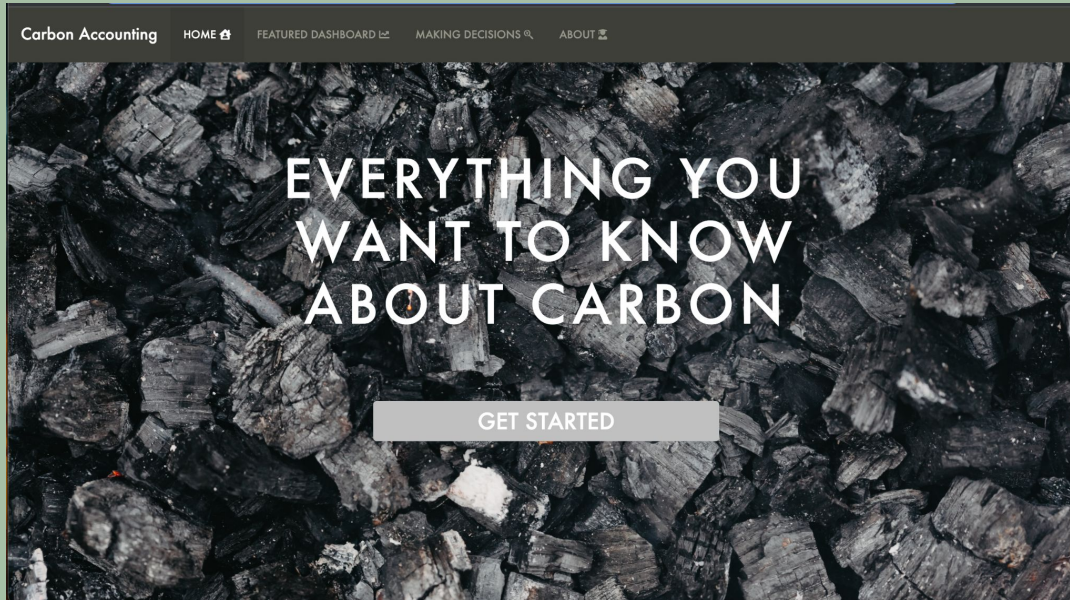 Carbon Accounting HOME FEATURED DASHBOARD MAKING DECISIONS ABOUT
EVERYTHING YOU
WANT TO KNOW
ABOUT CARBON
GET STARTED